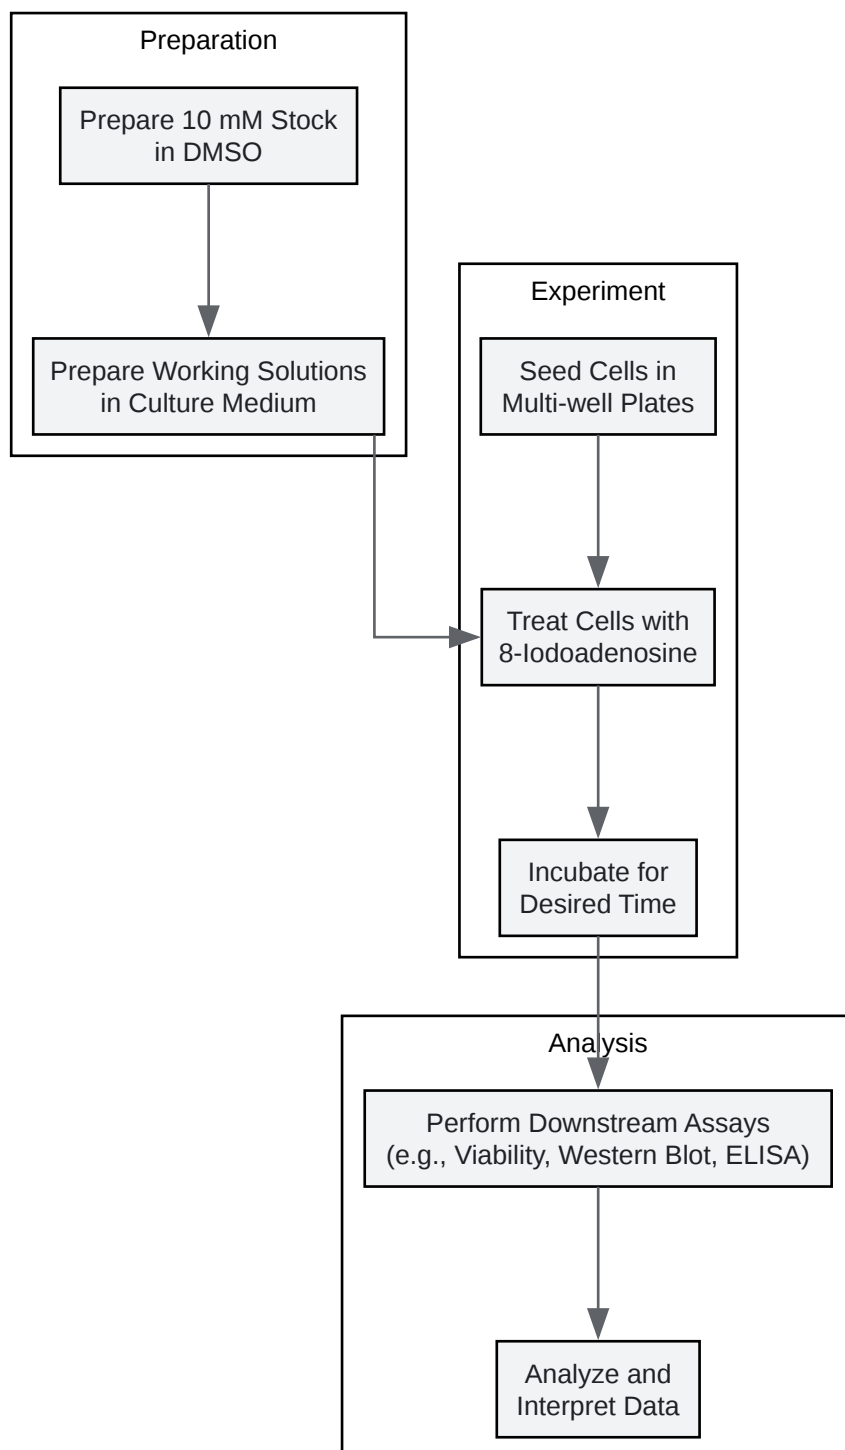 Preparation
Prepare 10 mM Stock
in DMSO
Prepare Working Solutions
in Culture Medium
Experiment
Seed Cells in
Multi-well Plates
Treat Cells with
8-Iodoadenosine
Incubate for
Desired Time
Analysis
Perform Downstream Assays
(e.g., Viability, Western Blot, ELISA)
Analyze and
Interpret Data